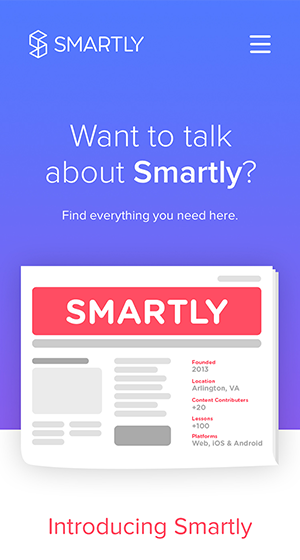 SMARTLY
Want to talk
about Smartly?
Find everything you need here.
SMARTLY
Founded
2013
Location
Arlington, VA
Content Contributers
+20
Lessons
+100
Platforms
Web, iOS & Android
Introducing Smartly